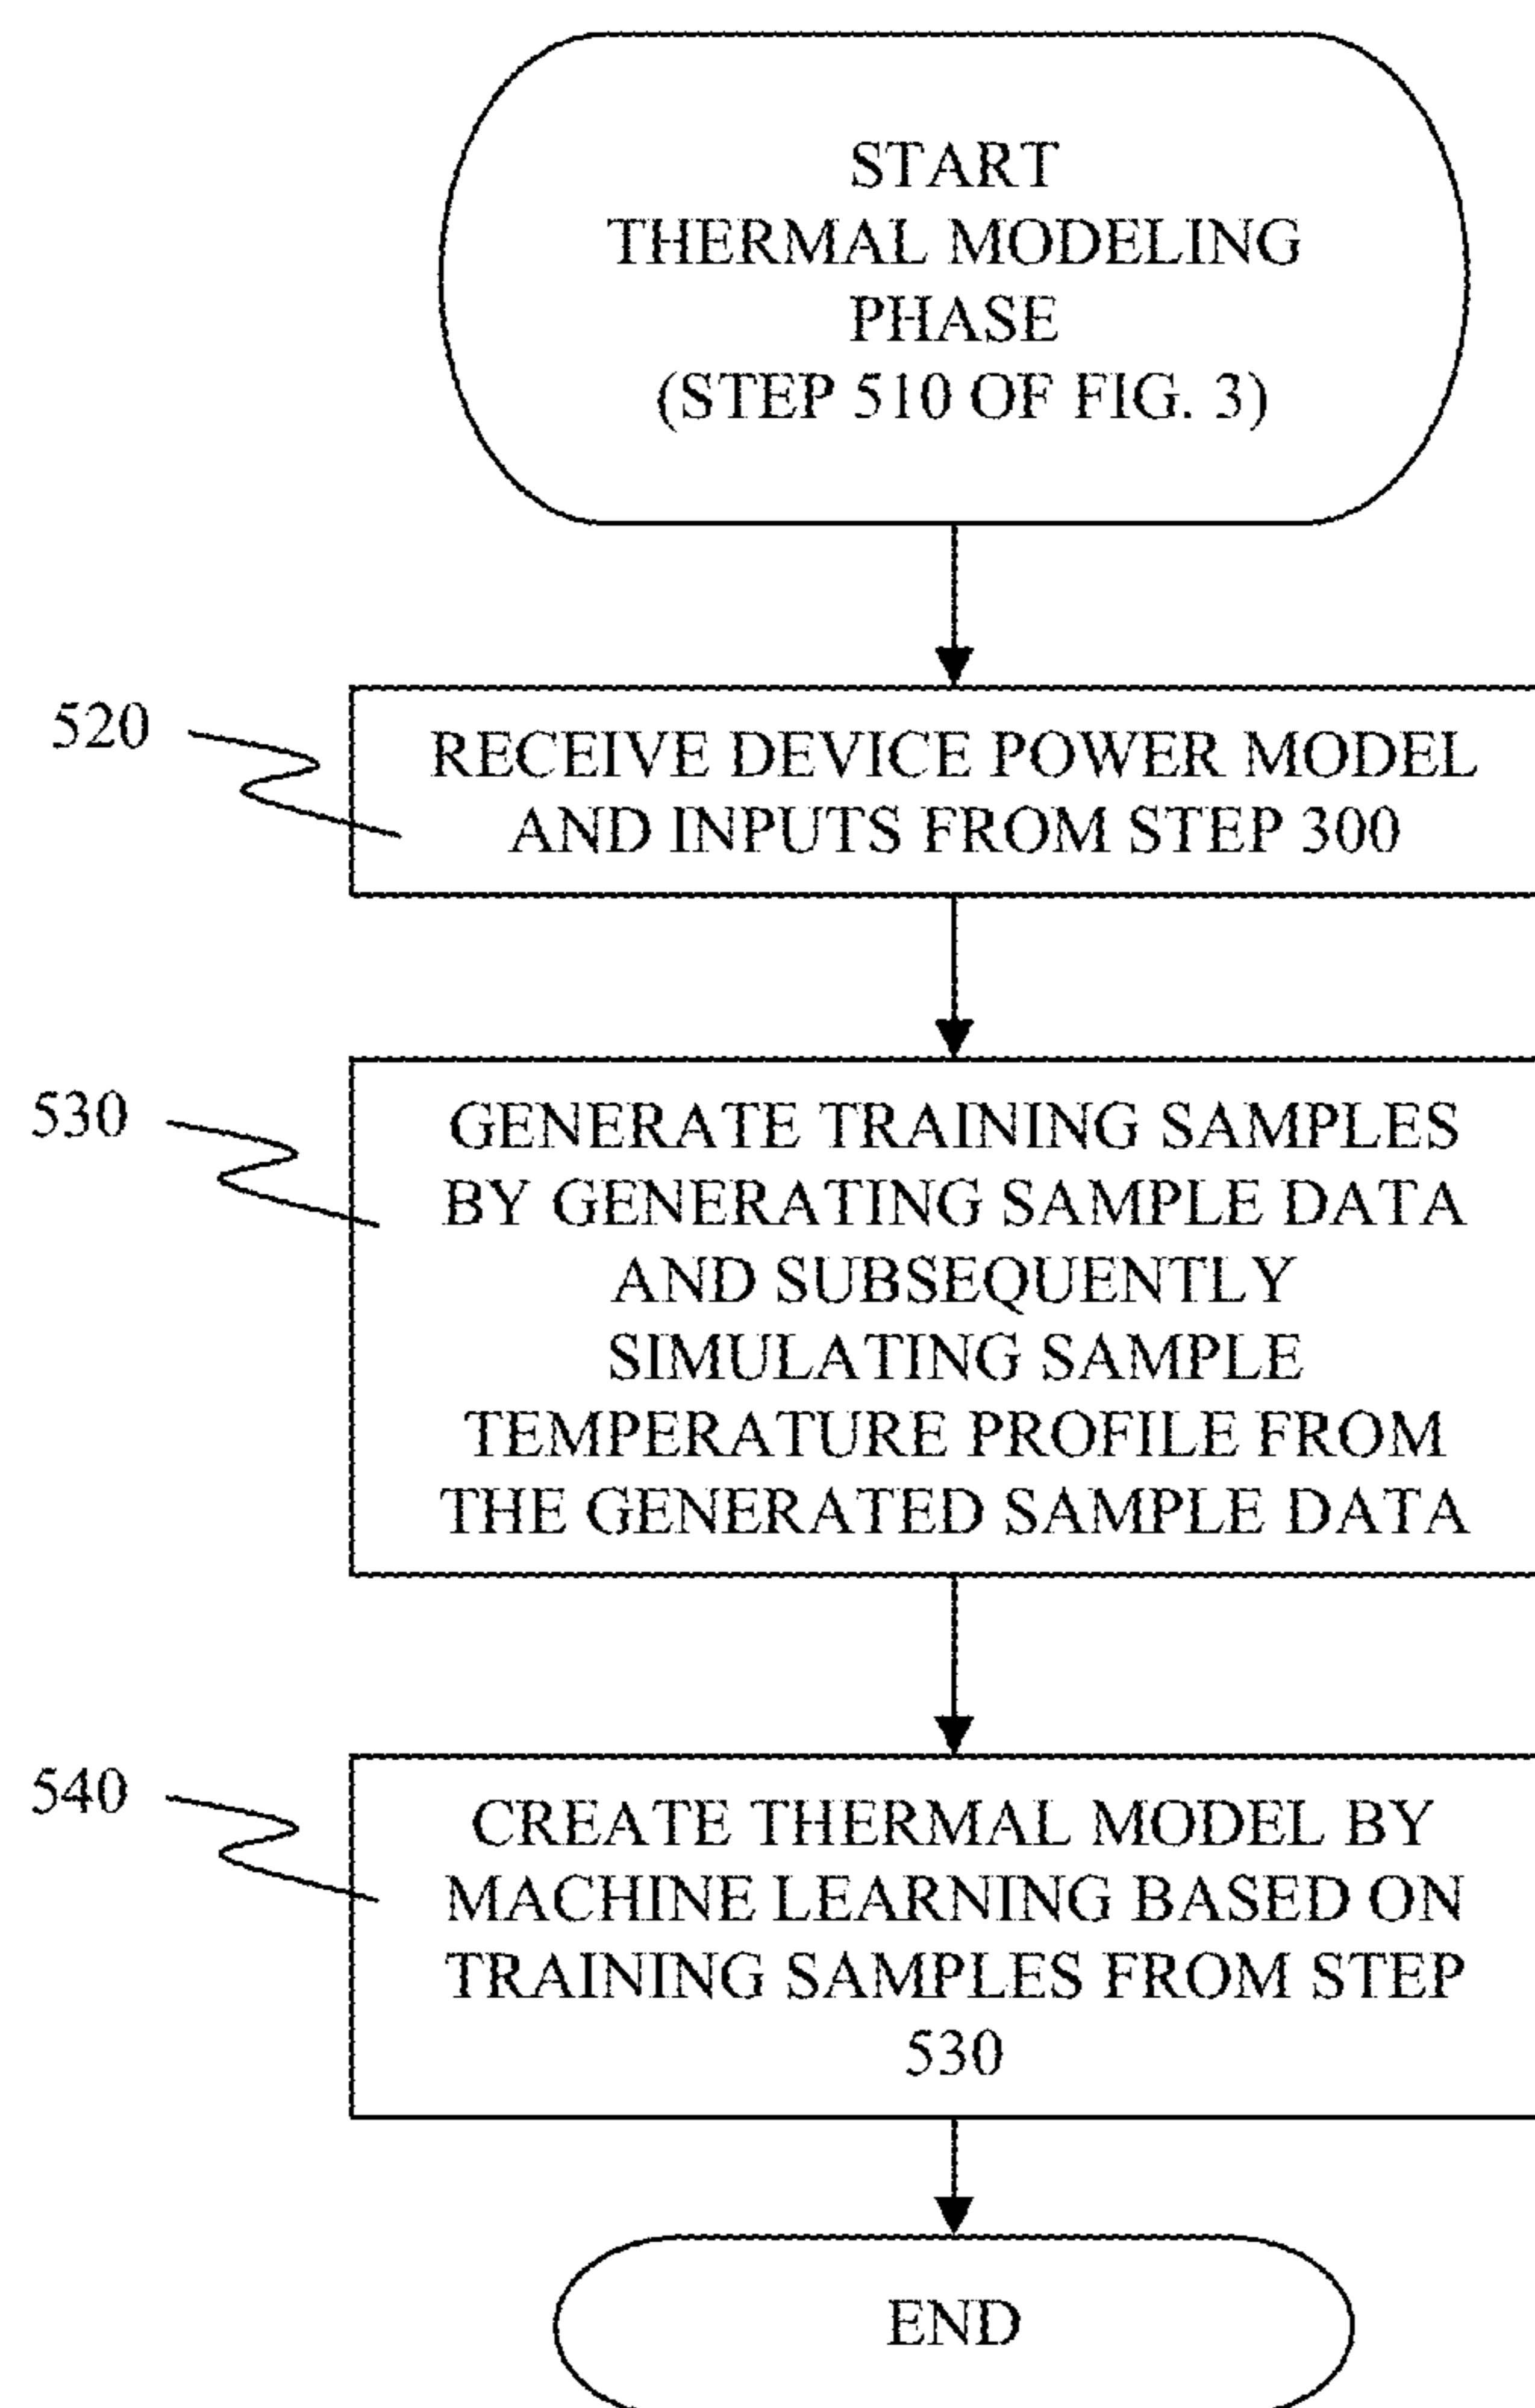 START
THERMAL MODELING
PHASE
(STEP 510 OF FIG. 3)
520
RECEIVE DEVICE POWER MODEL
AND INPUTS FROM STEP 300
530
GENERATE TRAINING SAMPLES
BY GENERATING SAMPLE DATA
AND SUBSEQUENTLY
SIMULATING SAMPLE
TEMPERATURE PROFILE FROM
THE GENERATED SAMPLE DATA
540
CREATE THERMAL MODEL BY
MACHINE LEARNING BASED ON
TRAINING SAMPLES FROM STEP
530
END